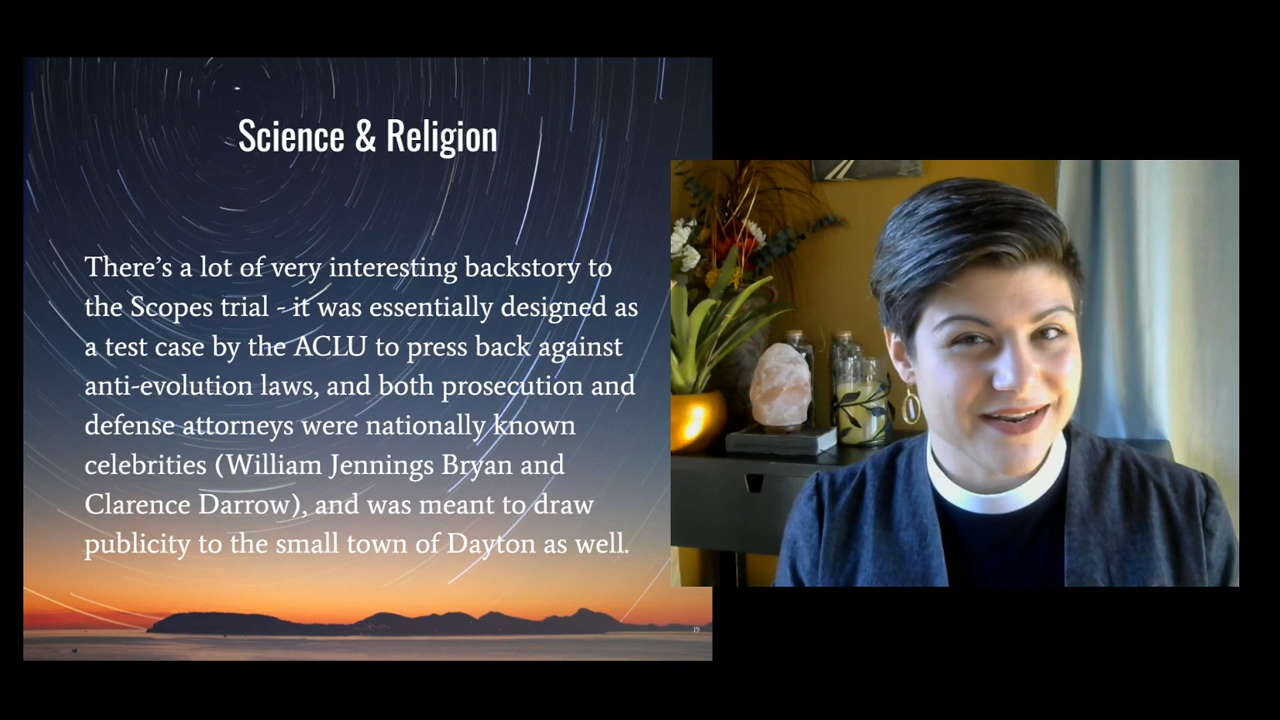 Science & Religion
There’s a lot of very interesting backstory to
the Scopes trial - it was essentially designed as
a test case by the ACLU to press back against
anti-evolution laws, and both prosecution and
defense attorneys were nationally known
celebrities (William Jennings Bryan and
Clarence Darrow), and was meant to draw
publicity to the small town of Dayton as well.
19